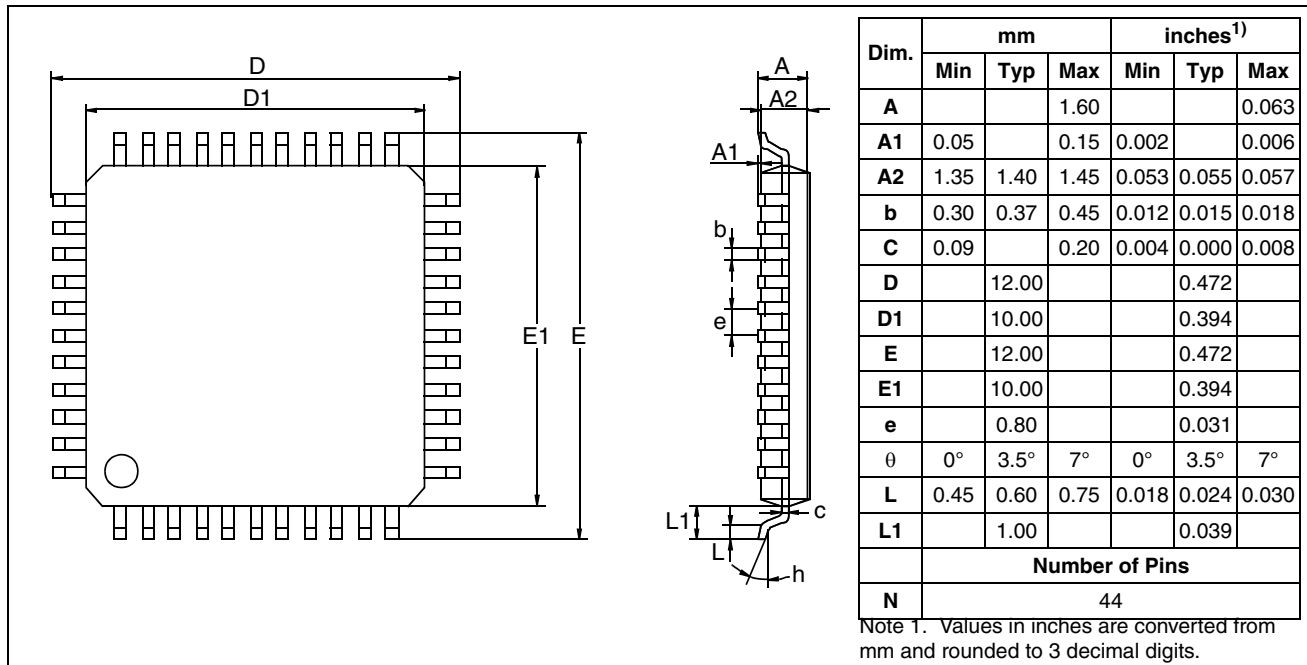 D
D1
E1
E
A
A2
A1
b
e
L1
L
c
h
Dim. mm inches1)
Min Typ Max Min Typ Max
A 1.60 0.063
A1 0.05 0.15 0.002 0.006
A2 1.35 1.40 1.45 0.053 0.055 0.057
b 0.30 0.37 0.45 0.012 0.015 0.018
C 0.09 0.20 0.004 0.000 0.008
D 12.00 0.472
D1 10.00 0.394
E 12.00 0.472
E1 10.00 0.394
e 0.80 0.031
θ 0° 3.5° 7° 0° 3.5° 7°
L 0.45 0.60 0.75 0.018 0.024 0.030
L1 1.00 0.039
Number of Pins
N 44
Note 1. Values in inches are converted from
mm and rounded to 3 decimal digits.